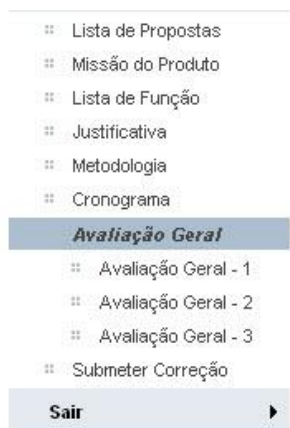 Lista de Propostas
Missão do Produto
Lista de Função
Justificativa
Metodologia
Cronograma
Avaliação Geral
Avaliação Geral - 1
Avaliação Geral - 2
Avaliação Geral - 3
Submeter Correção
Sair